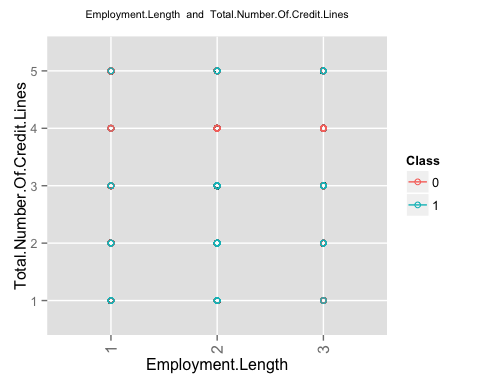 Employment.Length and Total.Number.Of.Credit.Lines
Total.Number.Of.Credit.Lines
5
4
3
2
1
1 2 3
Employment.Length
Class
0
1